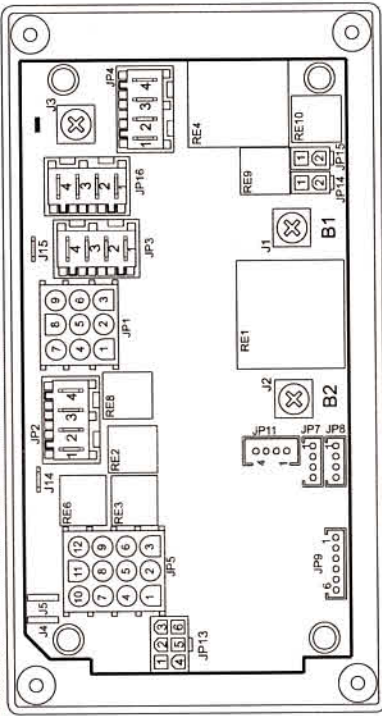 JP4
1 2 3 4
J3
RE4
RE10
JP16
4 3 2 1
RE9
1 2
JP15
1 2
JP14
J15
JP3
4 3 2 1
J1
B1
JP1
9 6 3
8 5 2
7 4 1
RE1
JP2
1 2 3 4
RE8
J2
B2
J14
RE2
JP11
4 1
JP7
1
JP8
1
RE6
RE3
JP5
12 9 6 3
11 8 5 2
10 7 4 1
JP9
6 1
J5
J4
JP13
1 2 3
4 5 6